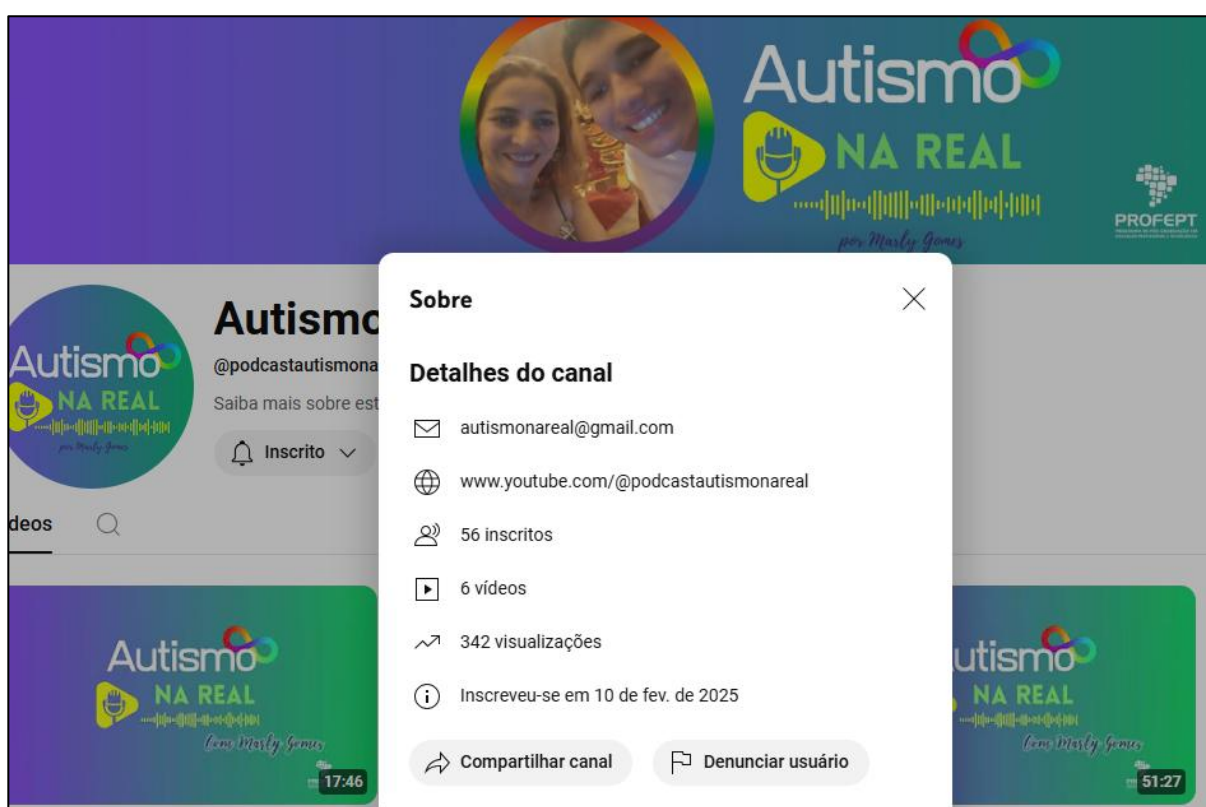 Autismo
NA REAL
por Marly Gomes
PROFEPT
Autismo
NA REAL
por Marly Gomes
Autismo
@podcastautismona
Saiba mais sobre est
Inscrito
deos
Sobre
Detalhes do canal
autismonareal@gmail.com
www.youtube.com/@podcastautismonareal
56 inscritos
6 vídeos
342 visualizações
Inscreveu-se em 10 de fev. de 2025
Compartilhar canal
Denunciar usuário
Autismo
NA REAL
Com Marly Gomes
17:46
utismo
NA REAL
Com Marly Gomes
51:27